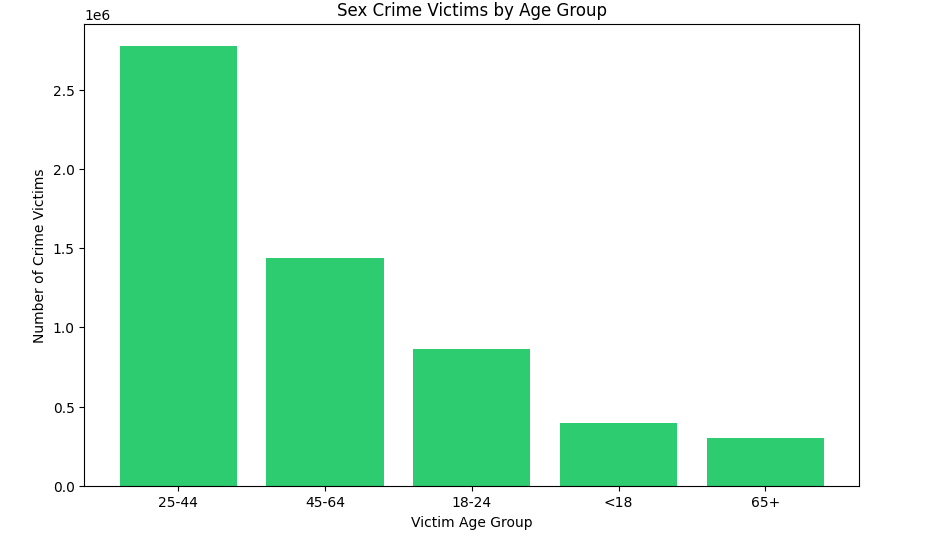 Sex Crime Victims by Age Group
1e6
2.5
2.0
1.5
1.0
0.5
0.0
Number of Crime Victims
25-44 45-64 18-24 <18 65+
Victim Age Group